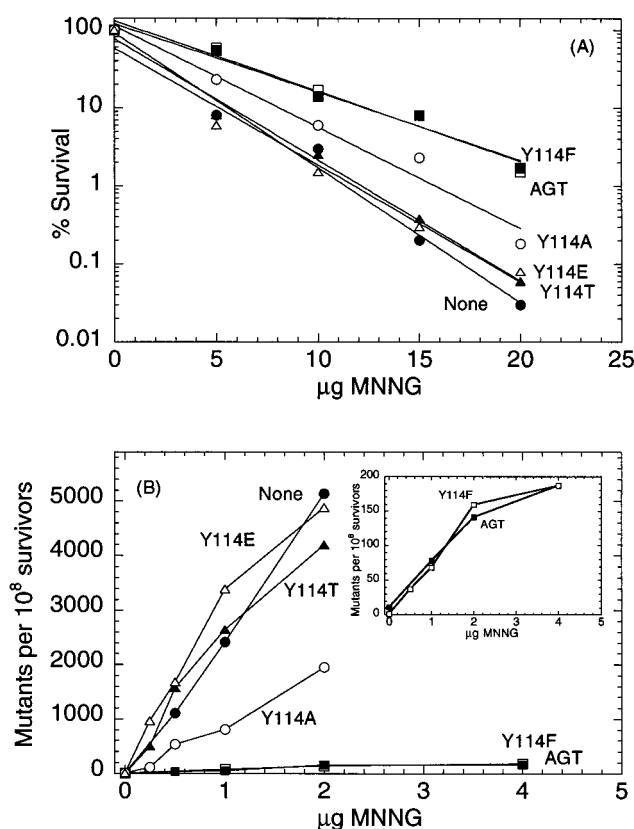 (A)
100
10
1
0.1
0.01
% Survival
Y114F
AGT
Y114A
Y114E
Y114T
None
0 5 10 15 20 25
µg MNNG
(B)
5000
4000
3000
2000
1000
0
Mutants per 10⁸ survivors
None
Y114E
Y114T
Y114A
Y114F
AGT
0 1 2 3 4 5
µg MNNG
200
150
100
50
0
Mutants per 10⁸ survivors
Y114F
AGT
0 1 2 3 4 5
µg MNNG